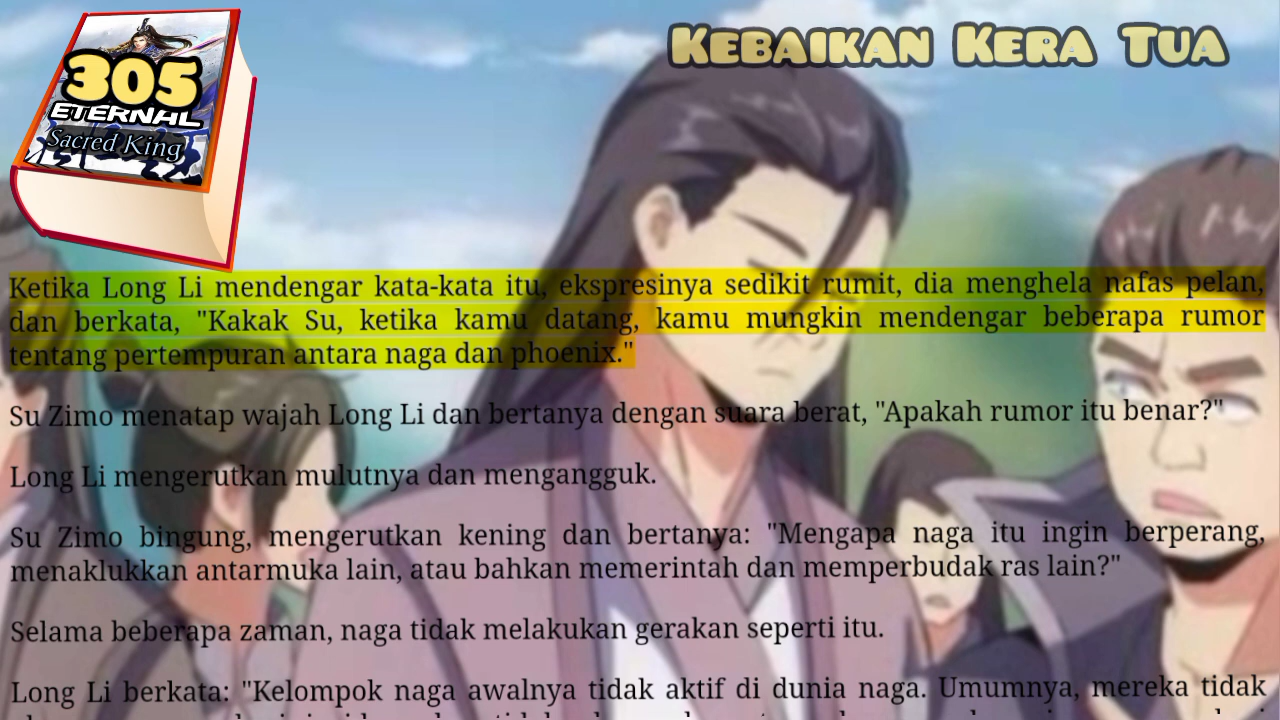 KEBAIKAN KERA TUA
305
ETERNAL
Sacred King
Ketika Long Li mendengar kata-kata itu, ekspresinya sedikit rumit, dia menghela nafas pelan,
dan berkata, "Kakak Su, ketika kamu datang, kamu mungkin mendengar beberapa rumor
tentang pertempuran antara naga dan phoenix."
Su Zimo menatap wajah Long Li dan bertanya dengan suara berat, "Apakah rumor itu benar?"
Long Li mengerutkan mulutnya dan mengangguk.
Su Zimo bingung, mengerutkan kening dan bertanya: "Mengapa naga itu ingin berperang,
menaklukkan antarmuka lain, atau bahkan memerintah dan memperbudak ras lain?"
Selama beberapa zaman, naga tidak melakukan gerakan seperti itu.
Long Li berkata: "Kelompok naga awalnya tidak aktif di dunia naga. Umumnya, mereka tidak